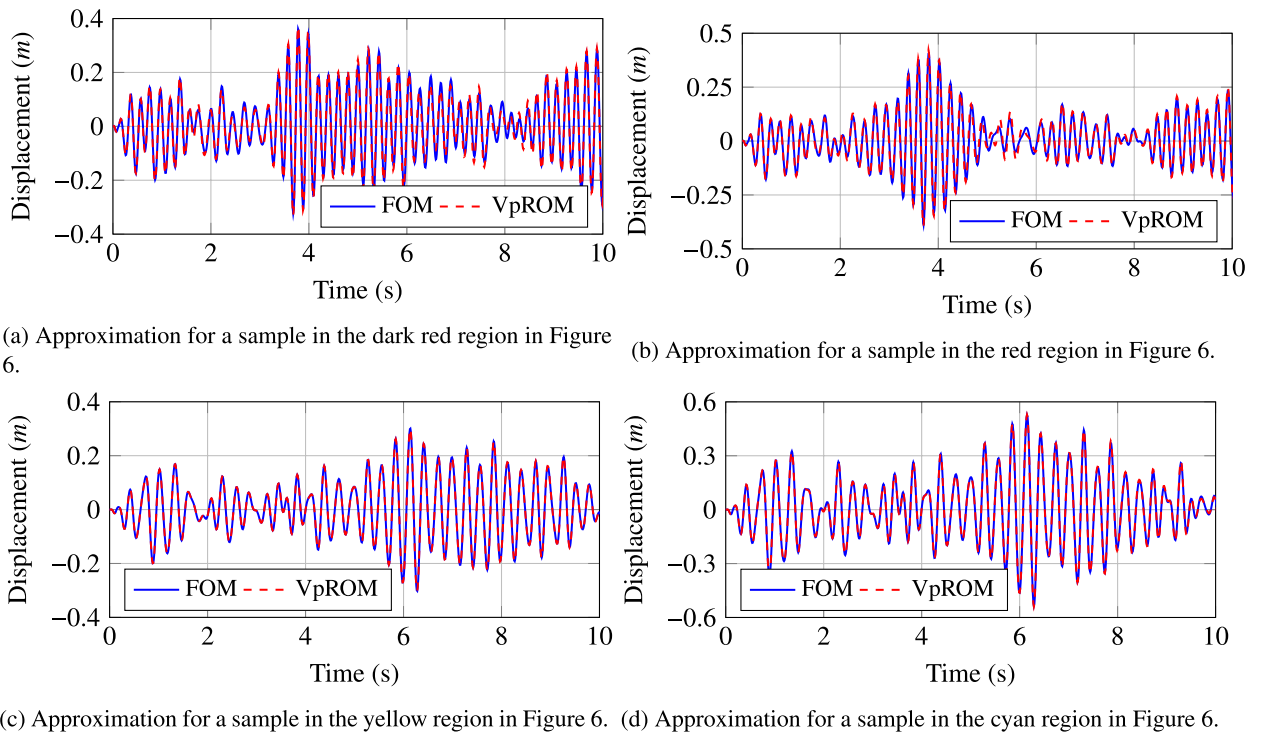 0.4
0.2
0
−0.2
−0.4
Displacement (m)
FOM VpROM
0 2 4 6 8 10
Time (s)
(a) Approximation for a sample in the dark red region in Figure
6.
0.5
0.25
0
−0.25
−0.5
Displacement (m)
FOM VpROM
0 2 4 6 8 10
Time (s)
(b) Approximation for a sample in the red region in Figure 6.
0.4
0.2
0
−0.2
−0.4
Displacement (m)
FOM VpROM
0 2 4 6 8 10
Time (s)
(c) Approximation for a sample in the yellow region in Figure 6.
0.6
0.3
0
−0.3
−0.6
Displacement (m)
FOM VpROM
0 2 4 6 8 10
Time (s)
(d) Approximation for a sample in the cyan region in Figure 6.